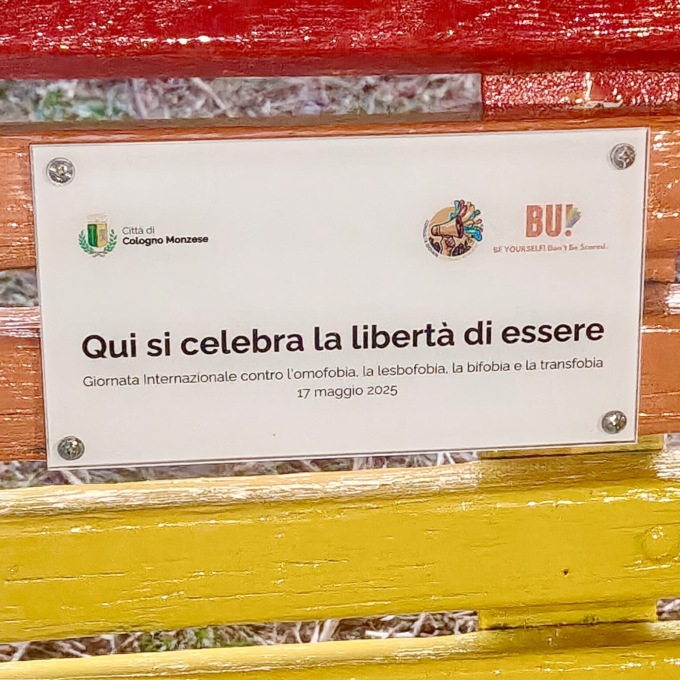 Città di
Cologno Monzese
BU!
BE YOURSELF! Don't Be Scared.
Qui si celebra la libertà di essere
Giornata Internazionale contro l'omofobia, la lesbofobia, la bifobia e la transfobia
17 maggio 2025